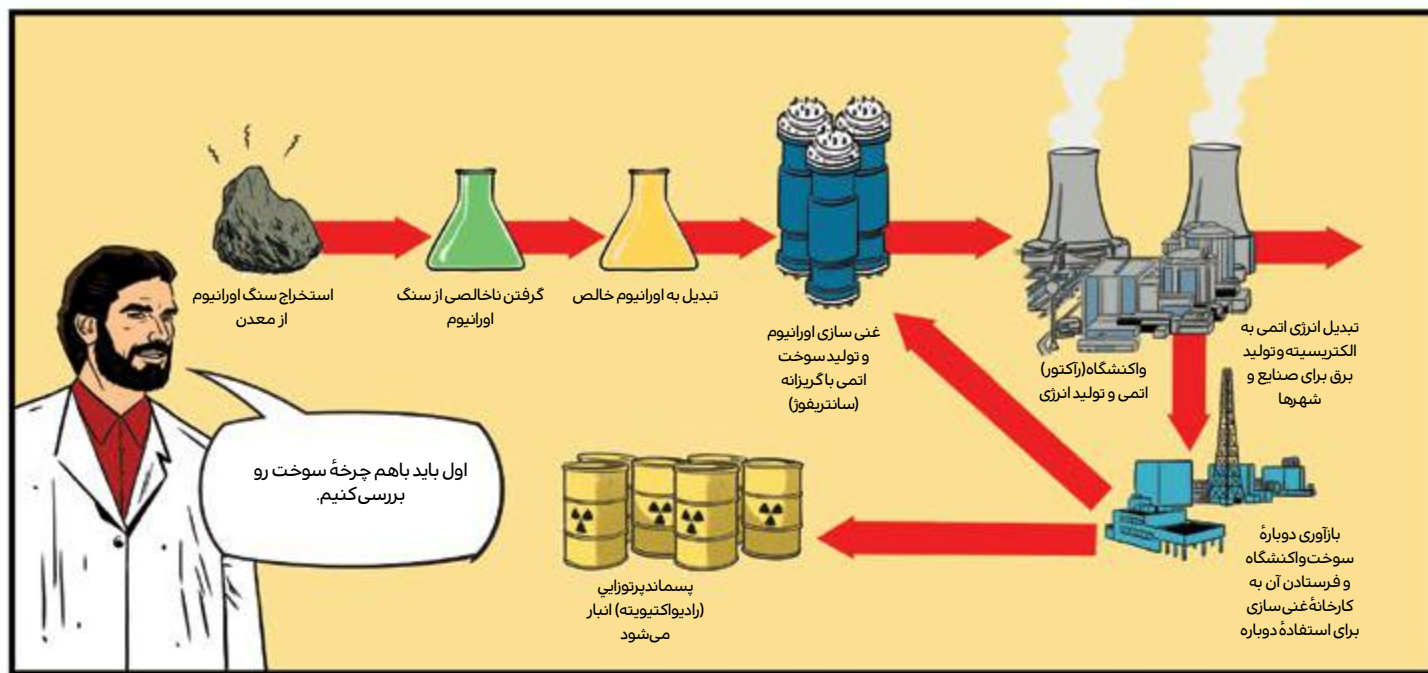 استخراج سنگ اورانیوم
از معدن
گرفتن ناخالصی از سنگ
اورانیوم
تبدیل به اورانیوم خالص
غنی سازی اورانیوم
و تولید سوخت
اتمی با گریزانه
(سانتریفوژ)
واکنشگاه (رآکتور)
اتمی و تولید انرژی
تبدیل انرژی اتمی به
الکتریسیته و تولید
برق برای صنایع و
شهرها
بازآوری دوبارهٔ
سوخت واکنشگاه
و فرستادن آن به
کارخانهٔ غنی سازی
برای استفادهٔ دوباره
پسماند پرتوزایي
(رادیواکتیویته) انبار
می‌شود
اول باید باهم چرخهٔ سوخت رو
بررسی کنیم.